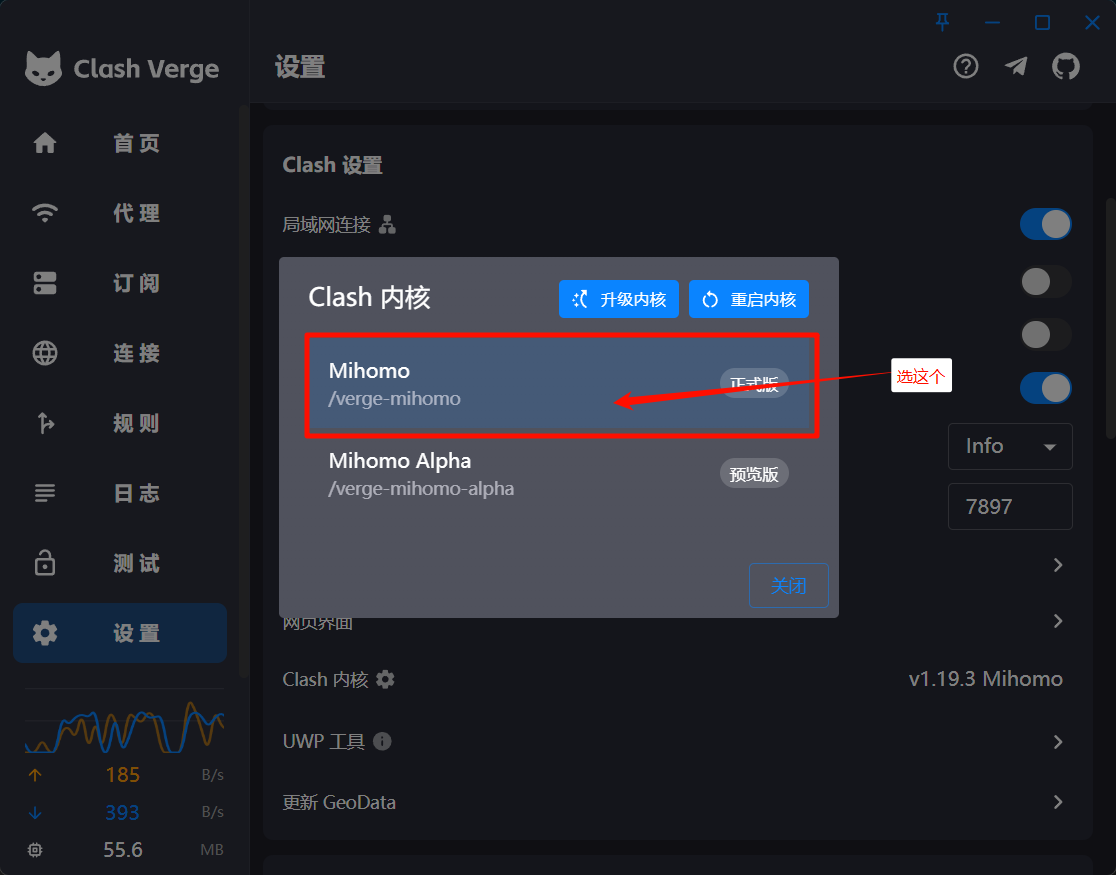 Clash Verge
首 页
代 理
订 阅
连 接
规 则
日 志
测 试
设 置
185 B/s
393 B/s
55.6 MB
设置
Clash 设置
局域网连接
Clash 内核
升级内核
重启内核
Mihomo
/verge-mihomo
正式版
选这个
Mihomo Alpha
/verge-mihomo-alpha
预览版
关闭
Info
7897
网页界面
Clash 内核
v1.19.3 Mihomo
UWP 工具
更新 GeoData